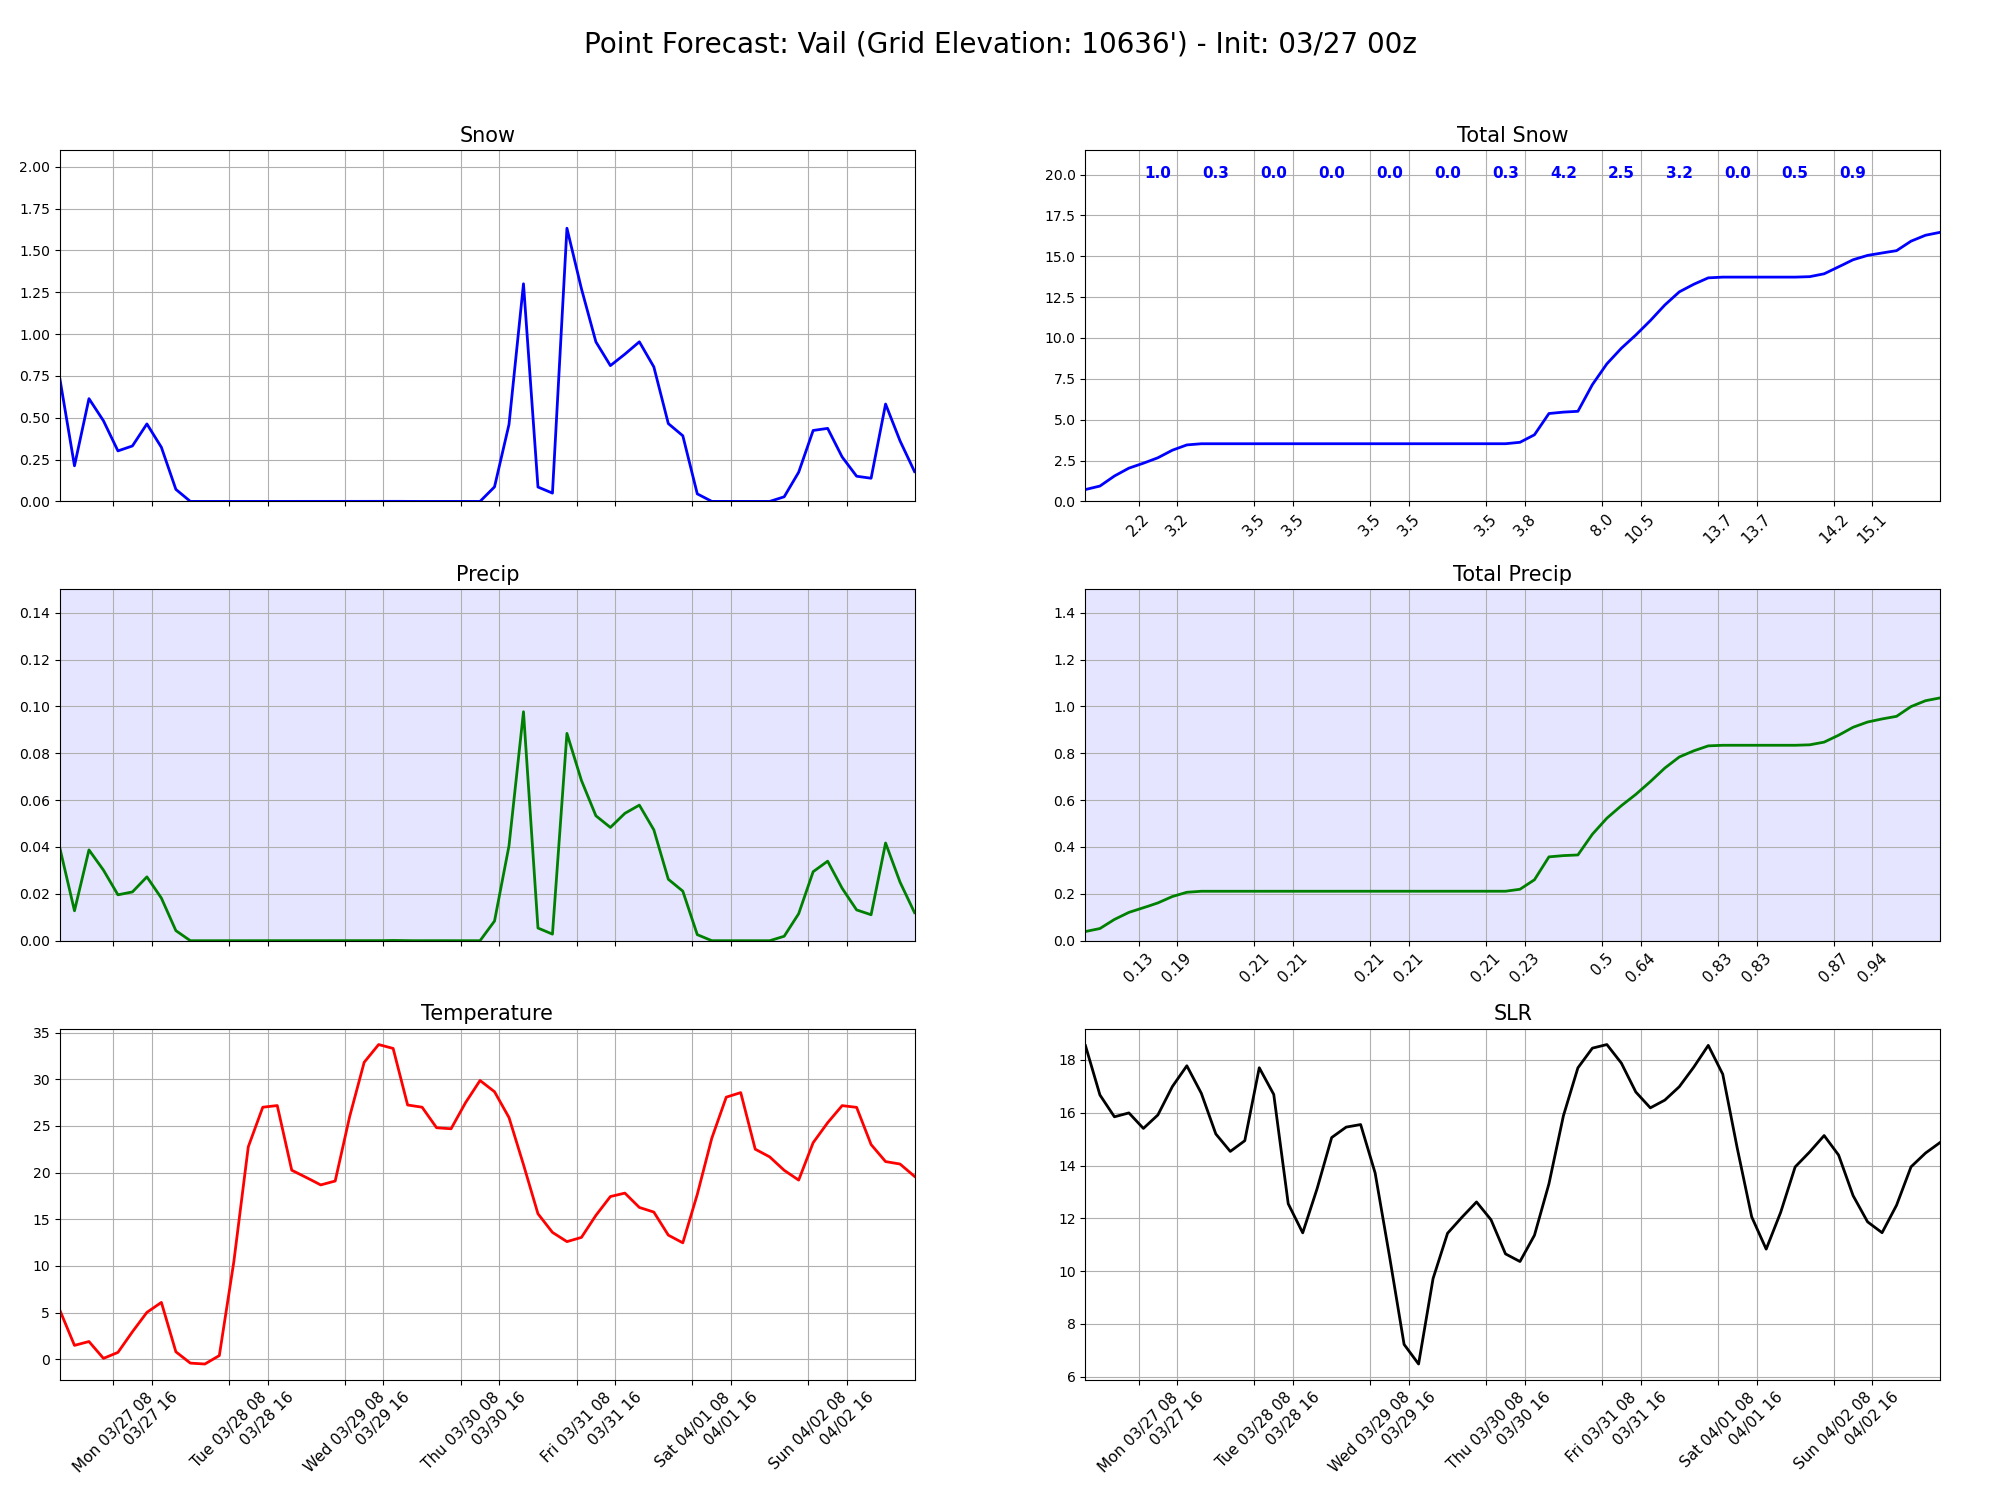 Point Forecast: Vail (Grid Elevation: 10636') - Init: 03/27 00z
Snow
2.00
1.75
1.50
1.25
1.00
0.75
0.50
0.25
0.00
Total Snow
1.0 0.3 0.0 0.0 0.0 0.0 0.3 4.2 2.5 3.2 0.0 0.5 0.9
20.0
17.5
15.0
12.5
10.0
7.5
5.0
2.5
0.0
2.2 3.2 3.5 3.5 3.5 3.5 3.5 3.8 8.0 10.5 13.7 13.7 14.2 15.1
Precip
0.14
0.12
0.10
0.08
0.06
0.04
0.02
0.00
Total Precip
1.4
1.2
1.0
0.8
0.6
0.4
0.2
0.0
0.13 0.19 0.21 0.21 0.21 0.21 0.21 0.23 0.5 0.64 0.83 0.83 0.87 0.94
Temperature
35
30
25
20
15
10
5
0
Mon 03/27 08
03/27 16
Tue 03/28 08
03/28 16
Wed 03/29 08
03/29 16
Thu 03/30 08
03/30 16
Fri 03/31 08
03/31 16
Sat 04/01 08
04/01 16
Sun 04/02 08
04/02 16
SLR
18
16
14
12
10
8
6
Mon 03/27 08
03/27 16
Tue 03/28 08
03/28 16
Wed 03/29 08
03/29 16
Thu 03/30 08
03/30 16
Fri 03/31 08
03/31 16
Sat 04/01 08
04/01 16
Sun 04/02 08
04/02 16